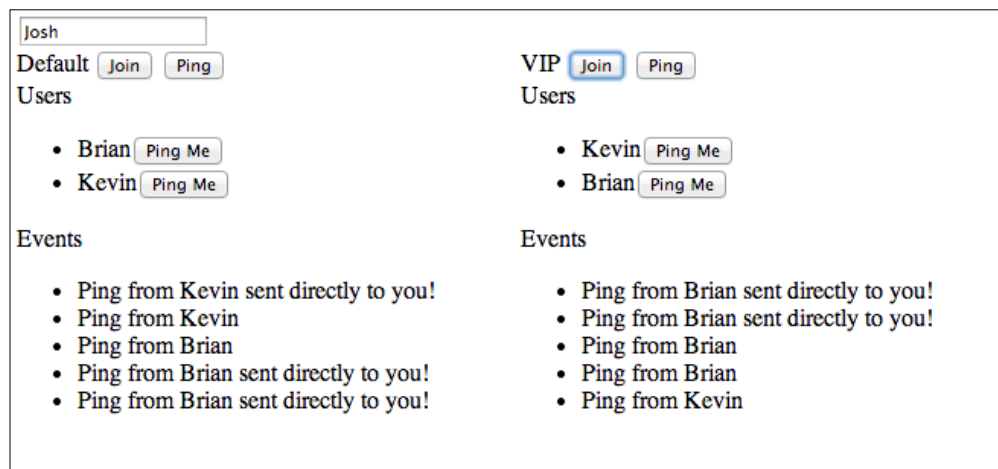 Josh
Default Join Ping
Users
Brian Ping Me
Kevin Ping Me
Events
Ping from Kevin sent directly to you!
Ping from Kevin
Ping from Brian
Ping from Brian sent directly to you!
Ping from Brian sent directly to you!
VIP Join Ping
Users
Kevin Ping Me
Brian Ping Me
Events
Ping from Brian sent directly to you!
Ping from Brian sent directly to you!
Ping from Brian
Ping from Brian
Ping from Kevin